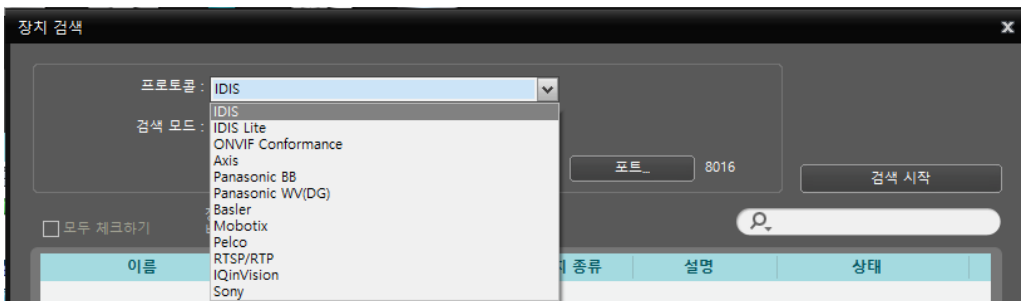 장치 검색
프로토콜 : IDIS
IDIS
검색 모드 : IDIS Lite
ONVIF Conformance
Axis
Panasonic BB
포트_ 8016
검색 시작
Panasonic WV(DG)
Basler
모두 체크하기
Mobotix
Pelco
RTSP/RTP
이름 종류 설명 상태
IQinVision
Sony